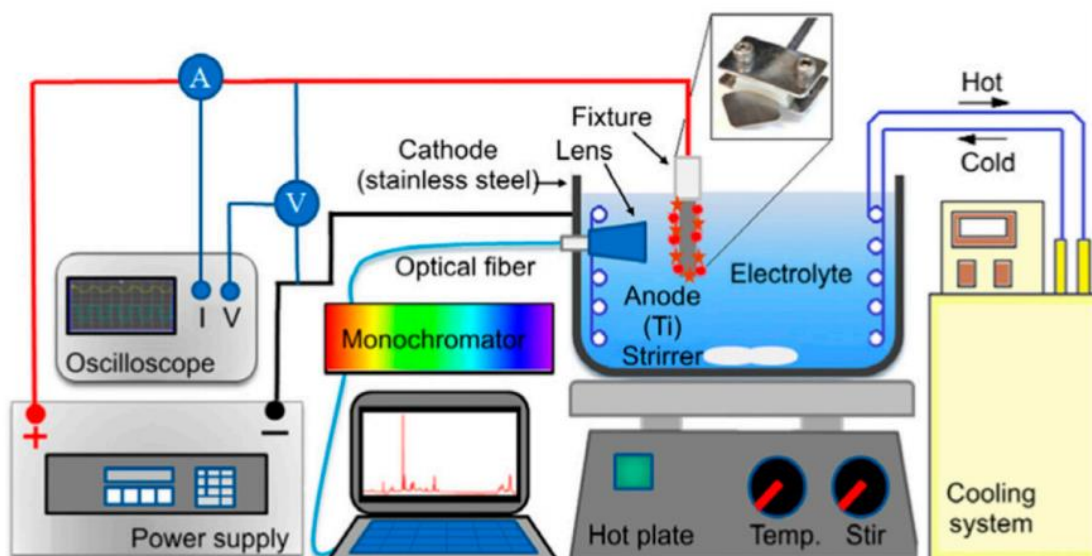 A
Hot
Fixture
Cold
Cathode
Lens
(stainless steel)
V
Optical fiber
Electrolyte
I V
Anode
(Ti)
Strirrer
Monochromator
Oscilloscope
+
−
Cooling
system
Hot plate
Temp.
Stir
Power supply